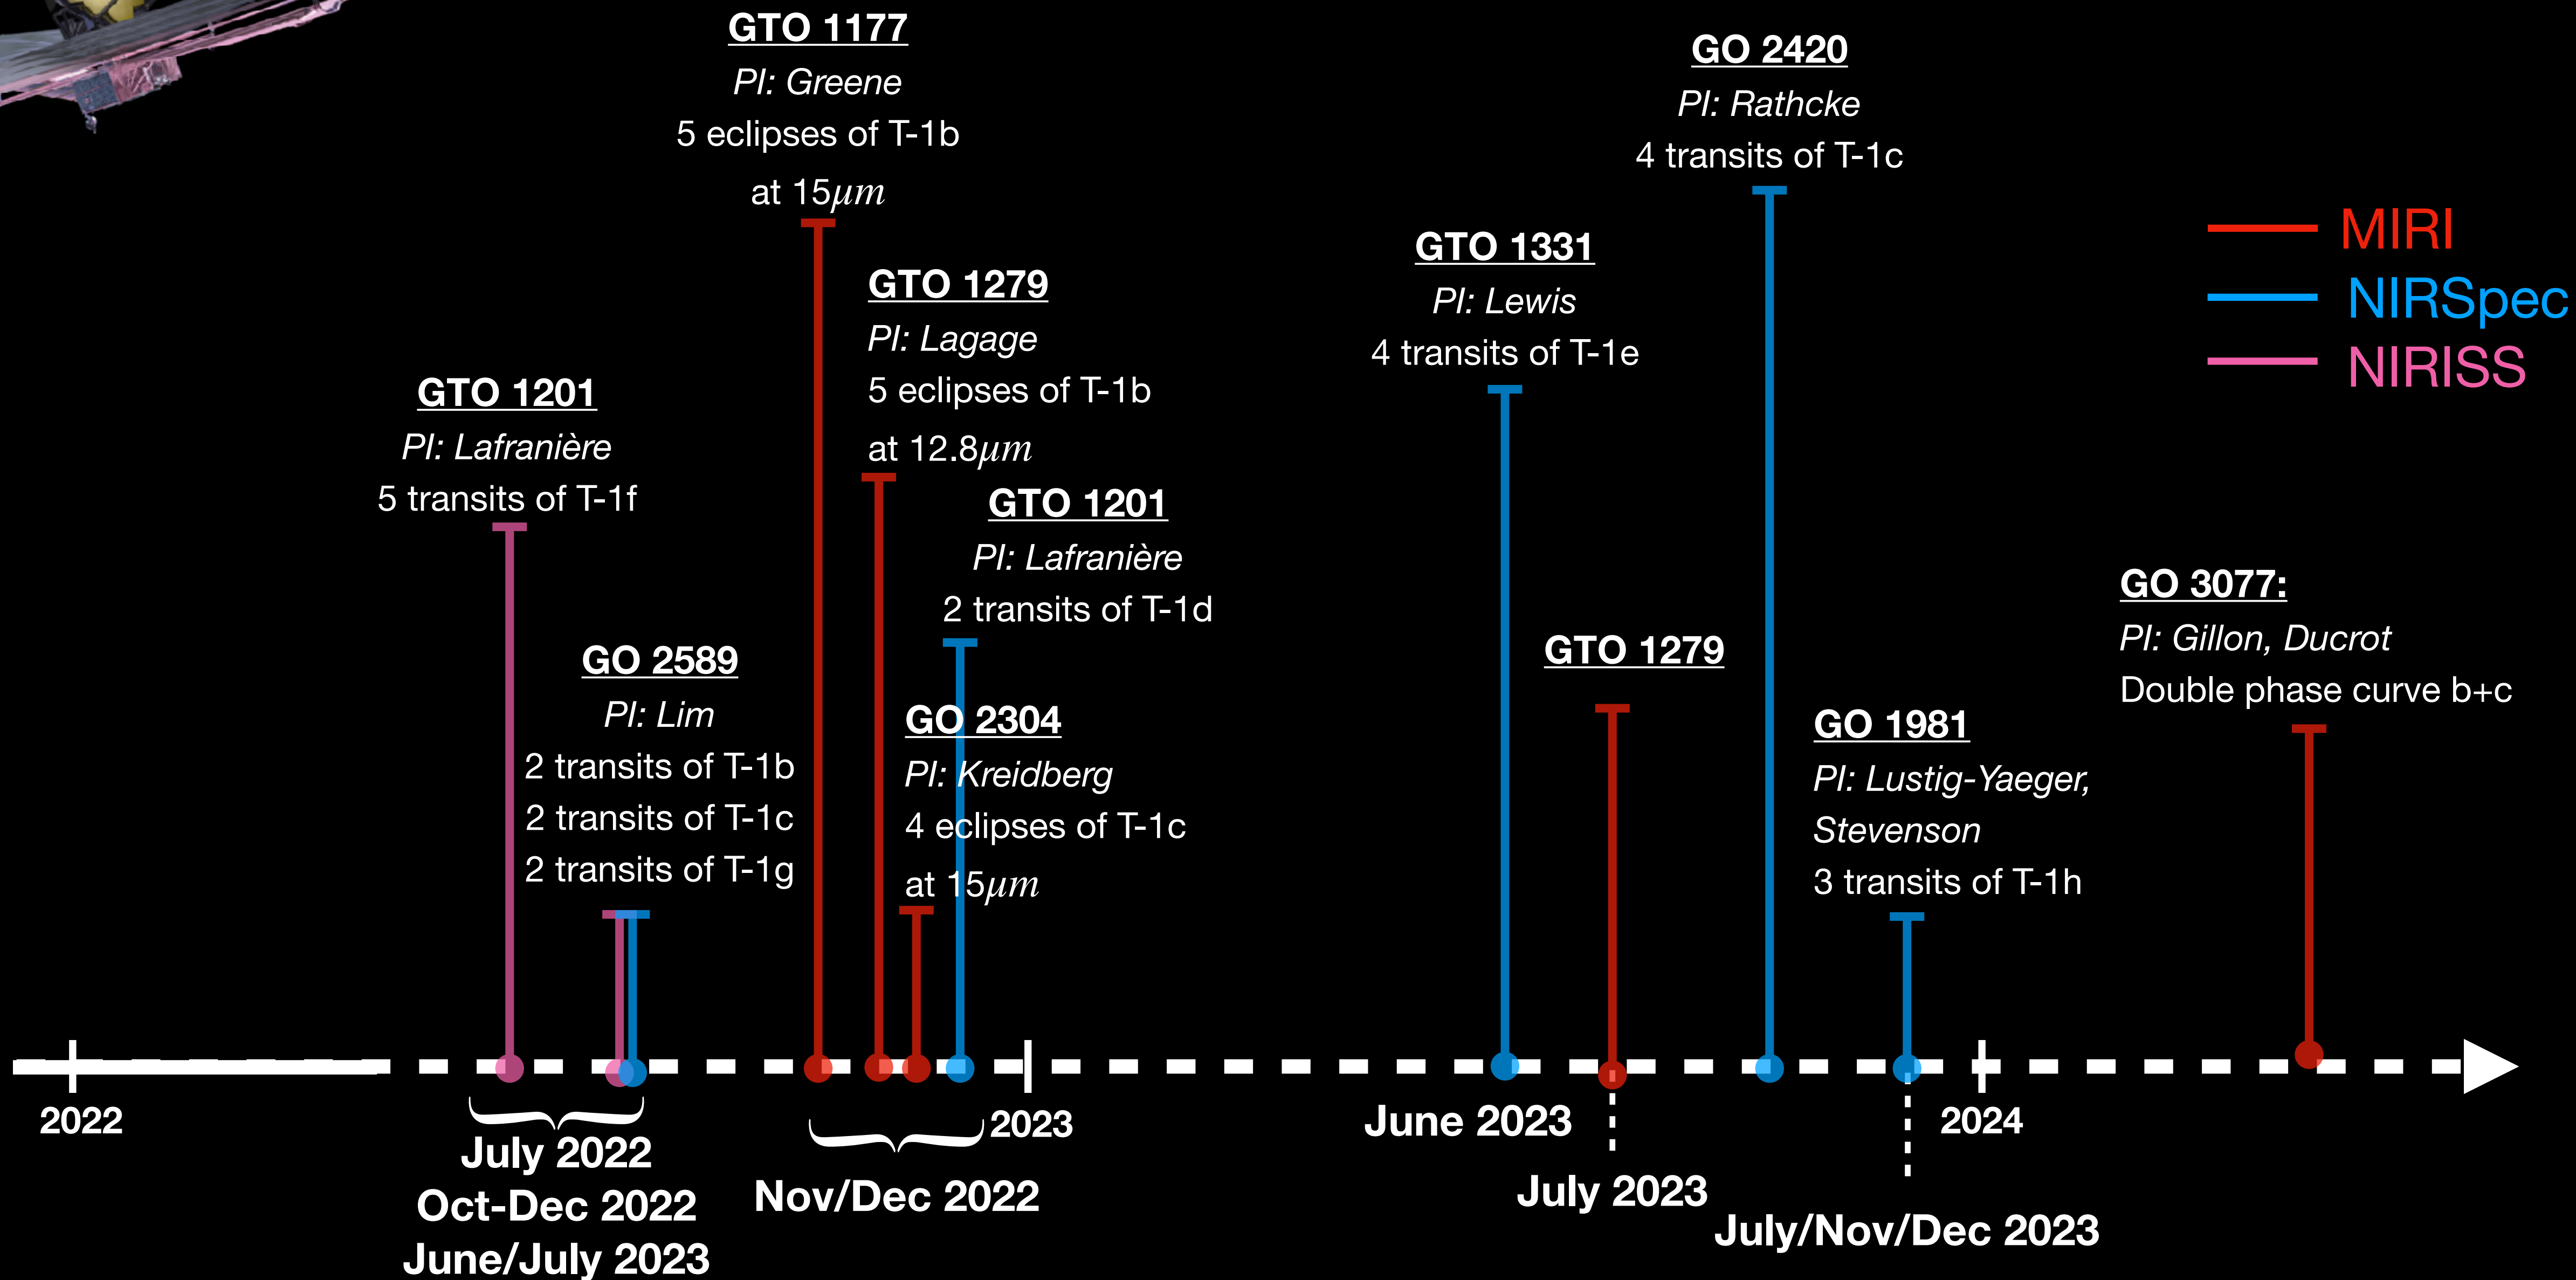 GTO 1177
PI: Greene
5 eclipses of T-1b
at 15μm
GTO 1279
PI: Lagage
5 eclipses of T-1b
at 12.8μm
GTO 1201
PI: Lafranière
5 transits of T-1f
GTO 1201
PI: Lafranière
2 transits of T-1d
GO 2589
PI: Lim
2 transits of T-1b
2 transits of T-1c
2 transits of T-1g
GO 2304
PI: Kreidberg
4 eclipses of T-1c
at 15μm
GO 2420
PI: Rathcke
4 transits of T-1c
GTO 1331
PI: Lewis
4 transits of T-1e
GTO 1279
GO 1981
PI: Lustig-Yaeger,
Stevenson
3 transits of T-1h
GO 3077:
PI: Gillon, Ducrot
Double phase curve b+c
MIRI
NIRSpec
NIRISS
2022
2023
2024
July 2022
Oct-Dec 2022
June/July 2023
Nov/Dec 2022
June 2023
July 2023
July/Nov/Dec 2023